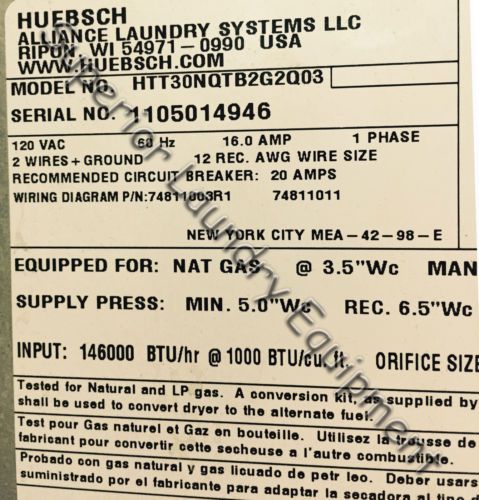 HUEBSCH
ALLIANCE LAUNDRY SYSTEMS LLC
RIPON, WI 54971-0990 USA
WWW.HUEBSCH.COM
MODEL NO. HTT30NQTB2G2Q03
SERIAL NO. 1105014946
120 VAC 60 Hz 16.0 AMP 1 PHASE
2 WIRES+GROUND 12 REC. AWG WIRE SIZE
RECOMMENDED CIRCUIT BREAKER: 20 AMPS
WIRING DIAGRAM P/N:74811003R1 74811011
NEW YORK CITY MEA-42-98-E
EQUIPPED FOR: NAT GAS @ 3.5"Wc MAN
SUPPLY PRESS: MIN. 5.0"Wc REC. 6.5"Wc
INPUT: 146000 BTU/hr @ 1000 BTU/cu. ft. ORIFICE SIZE
Tested for Natural and LP gas. A conversion kit, as supplied by
shall be used to convert dryer to the alternate fuel.
Test pour Gas naturel et Gaz en bouteille. Utilisez la trousse de
fabricant pour convertir cette secheuse a l'autre combustible.
Probado con gas natural y gas licuado de petr leo. Deber usars
suministrado por el fabricante para adaptar la secadora al tipo d
Superior Laundry Equipment